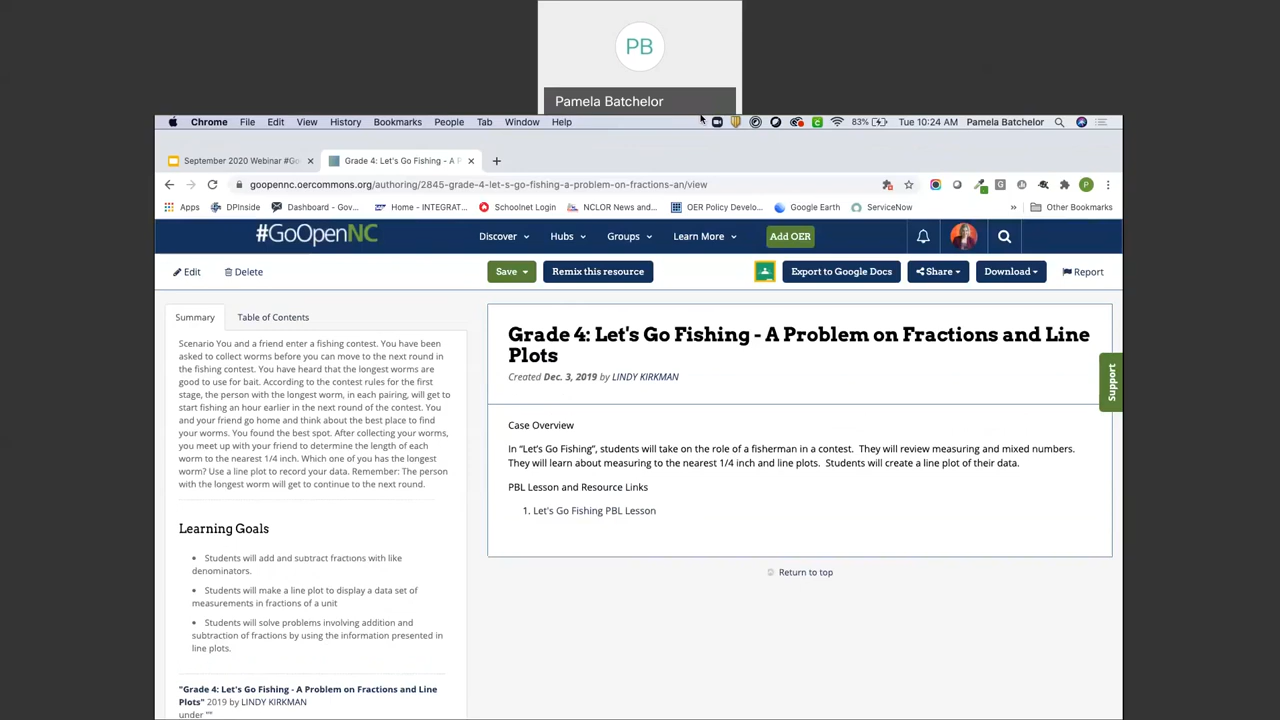 PB
Pamela Batchelor
Chrome File Edit View History Bookmarks People Tab Window Help 83% Tue 10:24 AM Pamela Batchelor
September 2020 Webinar #Go Grade 4: Let's Go Fishing - A P
goopennc.oercommons.org/authoring/2845-grade-4-let-s-go-fishing-a-problem-on-fractions-an/view
Apps DPInside Dashboard - Gov... Home - INTEGRAT... Schoolnet Login NCLOR News and... OER Policy Develo... Google Earth ServiceNow » Other Bookmarks
#GoOpenNC Discover Hubs Groups Learn More Add OER
Edit Delete Save Remix this resource Export to Google Docs Share Download Report
Summary Table of Contents
Scenario You and a friend enter a fishing contest. You have been
asked to collect worms before you can move to the next round in
the fishing contest. You have heard that the longest worms are
good to use for bait. According to the contest rules for the first
stage, the person with the longest worm, in each pairing, will get to
start fishing an hour earlier in the next round of the contest. You
and your friend go home and think about the best place to find
your worms. You found the best spot. After collecting your worms,
you meet up with your friend to determine the length of each
worm to the nearest 1/4 inch. Which one of you has the longest
worm? Use a line plot to record your data. Remember: The person
with the longest worm will get to continue to the next round.
Learning Goals
• Students will add and subtract fractions with like
denominators.
• Students will make a line plot to display a data set of
measurements in fractions of a unit
• Students will solve problems involving addition and
subtraction of fractions by using the information presented in
line plots.
"Grade 4: Let's Go Fishing - A Problem on Fractions and Line
Plots" 2019 by LINDY KIRKMAN
under ""
Grade 4: Let's Go Fishing - A Problem on Fractions and Line
Plots
Created Dec. 3, 2019 by LINDY KIRKMAN
Case Overview
In “Let’s Go Fishing”, students will take on the role of a fisherman in a contest. They will review measuring and mixed numbers.
They will learn about measuring to the nearest 1/4 inch and line plots. Students will create a line plot of their data.
PBL Lesson and Resource Links
1. Let's Go Fishing PBL Lesson
Return to top
Support